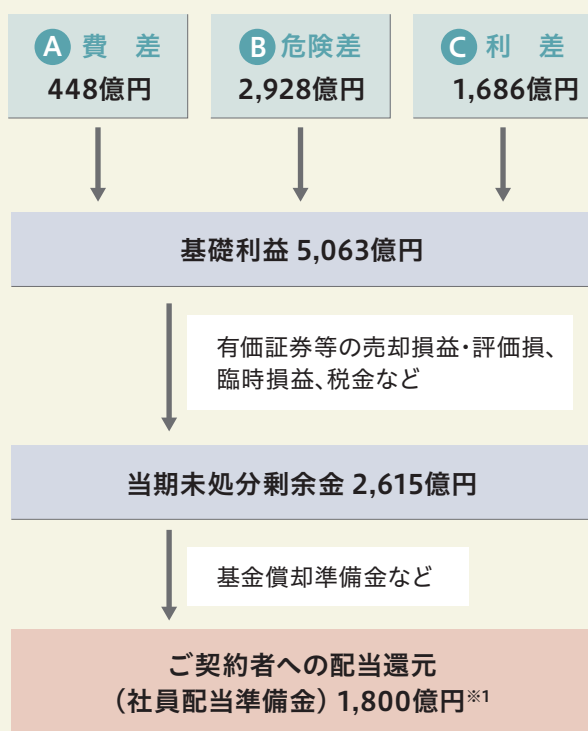 A 費 差
448億円
B 危険差
2,928億円
C 利 差
1,686億円
基礎利益 5,063億円
有価証券等の売却損益・評価損、
臨時損益、税金など
当期未処分剰余金 2,615億円
基金償却準備金など
ご契約者への配当還元
（社員配当準備金）1,800億円※1